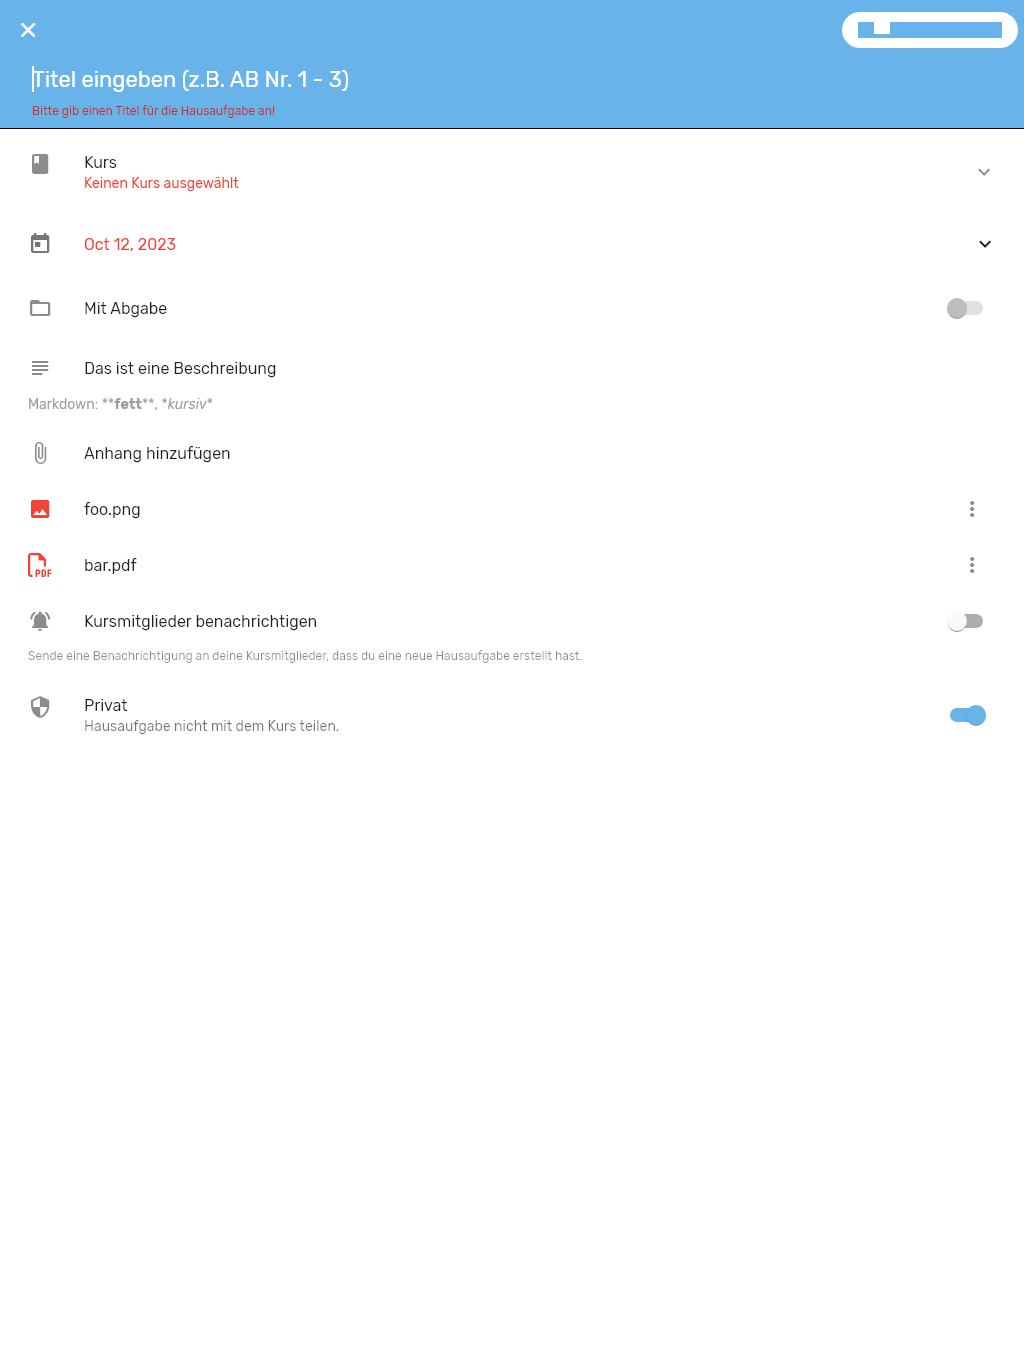 Titel eingeben (z.B. AB Nr. 1 - 3)
Bitte gib einen Titel für die Hausaufgabe an!
Kurs
Keinen Kurs ausgewählt
Oct 12, 2023
Mit Abgabe
Das ist eine Beschreibung
Markdown: **fett**, *kursiv*
Anhang hinzufügen
foo.png
PDF
bar.pdf
Kursmitglieder benachrichtigen
Sende eine Benachrichtigung an deine Kursmitglieder, dass du eine neue Hausaufgabe erstellt hast.
Privat
Hausaufgabe nicht mit dem Kurs teilen.